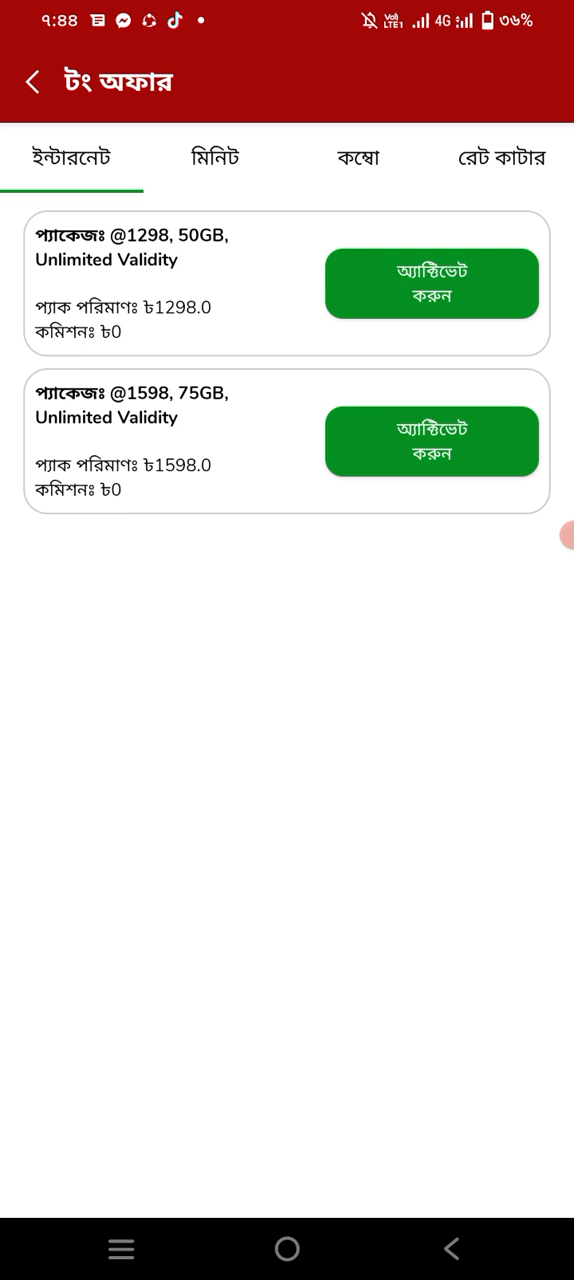 ৭:৪৪
Vo)) LTE1 4G ৩৬%
টং অফার
ইন্টারনেট মিনিট কম্বো রেট কাটার
প্যাকেজঃ @1298, 50GB,
Unlimited Validity
অ্যাক্টিভেট
করুন
প্যাক পরিমাণঃ ৳1298.0
কমিশনঃ ৳0
প্যাকেজঃ @1598, 75GB,
Unlimited Validity
অ্যাক্টিভেট
করুন
প্যাক পরিমাণঃ ৳1598.0
কমিশনঃ ৳0